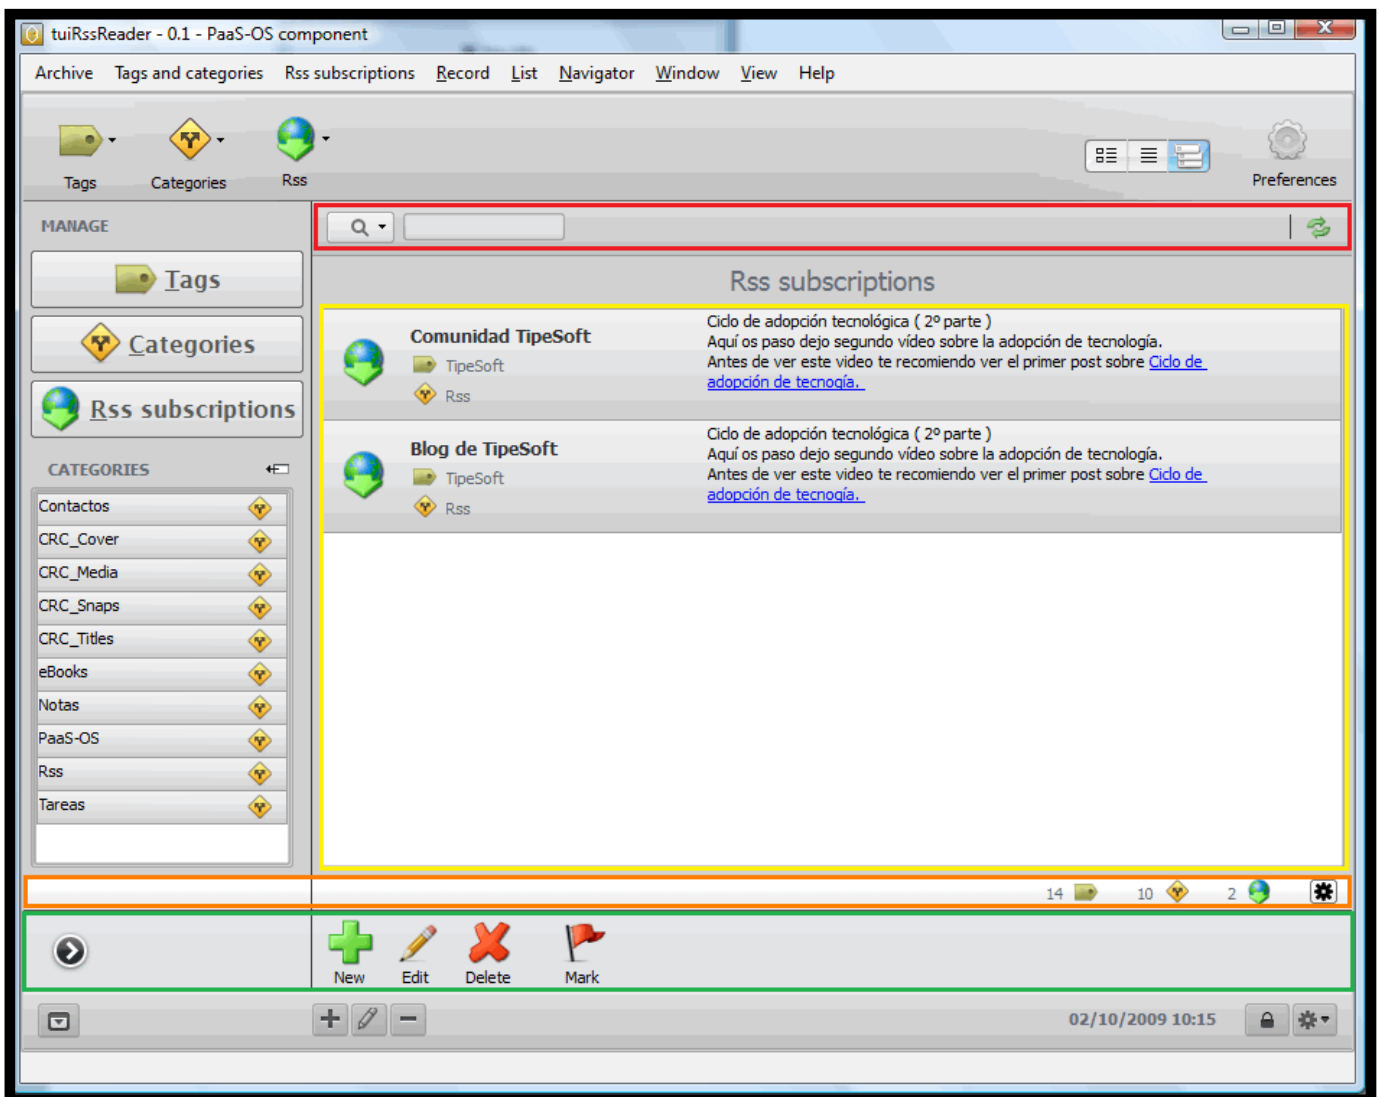 tuiRssReader - 0.1 - PaaS-OS component
Archive Tags and categories Rss subscriptions Record List Navigator Window View Help
Tags Categories Rss Preferences
MANAGE
Tags
Categories
Rss subscriptions
CATEGORIES
Contactos
CRC_Cover
CRC_Media
CRC_Snaps
CRC_Titles
eBooks
Notas
PaaS-OS
Rss
Tareas
Rss subscriptions
Comunidad TipeSoft
TipeSoft
Rss
Ciclo de adopción tecnológica ( 2º parte )
Aquí os paso dejo segundo vídeo sobre la adopción de tecnología.
Antes de ver este video te recomiendo ver el primer post sobre Ciclo de
adopción de tecnogía.
Blog de TipeSoft
TipeSoft
Rss
Ciclo de adopción tecnológica ( 2º parte )
Aquí os paso dejo segundo vídeo sobre la adopción de tecnología.
Antes de ver este video te recomiendo ver el primer post sobre Ciclo de
adopción de tecnogía.
14 10 2
New Edit Delete Mark
02/10/2009 10:15